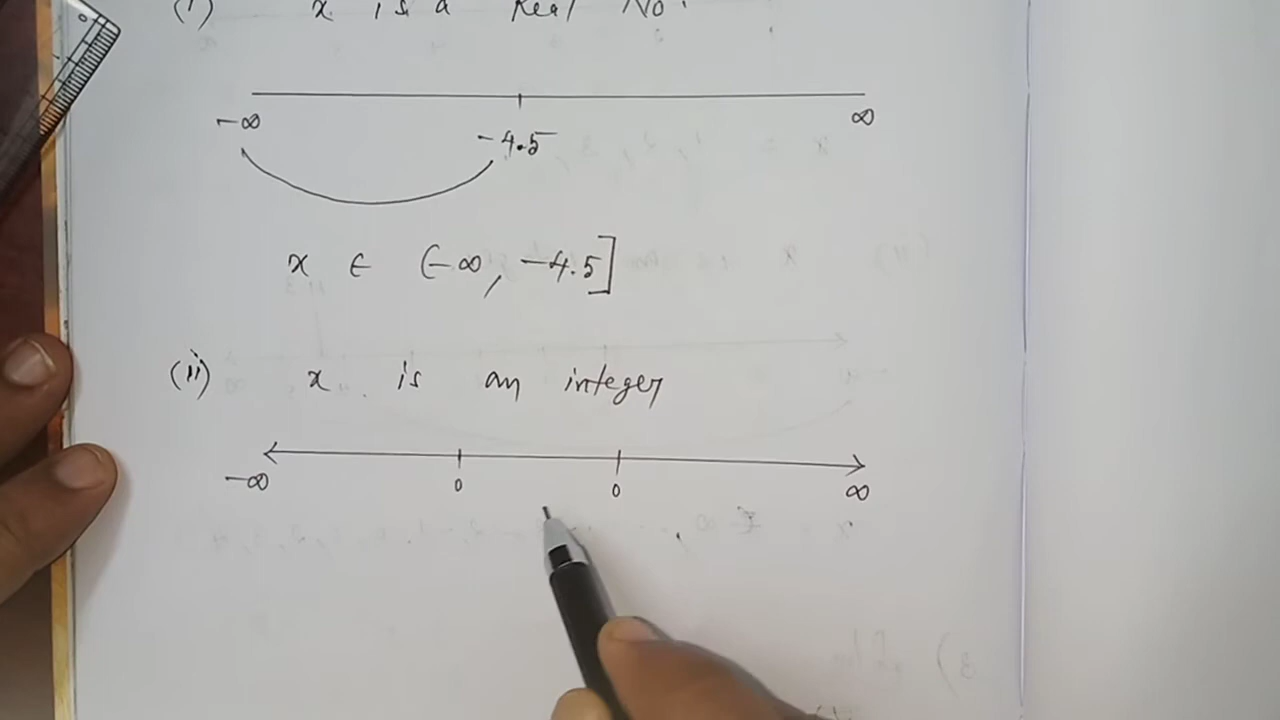 (i) x is a Real No.
-∞ -4.5 ∞
x ∈ (-∞, -4.5]
(ii) x is an integer
-∞ 0 0 ∞